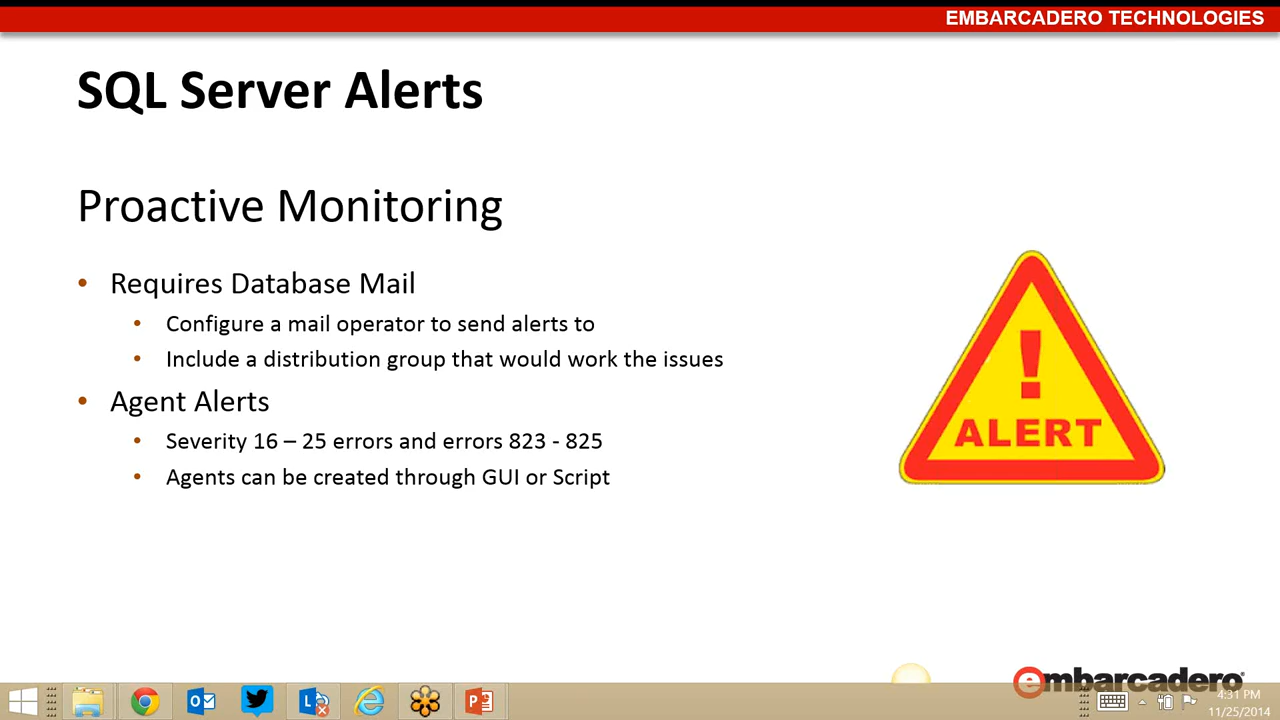 EMBARCADERO TECHNOLOGIES
SQL Server Alerts
Proactive Monitoring
• Requires Database Mail
• Configure a mail operator to send alerts to
• Include a distribution group that would work the issues
• Agent Alerts
• Severity 16 – 25 errors and errors 823 - 825
• Agents can be created through GUI or Script
!
ALERT
embarcadero
4:31 PM
11/25/2014